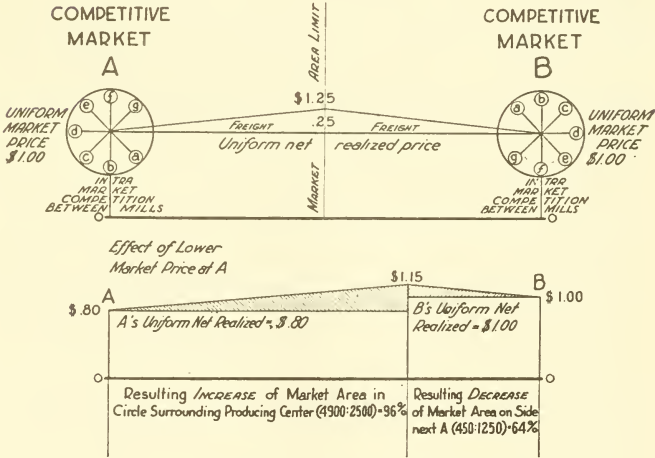 COMPETITIVE
MARKET
A
e f g
d
c b a
UNIFORM
MARKET
PRICE
$1.00
INTRA
MARKET
COMPETITION
BETWEEN MILLS
O
AREA LIMIT
MARKET
$1.25
.25
FREIGHT FREIGHT
Uniform net realized price
COMPETITIVE
MARKET
B
a b c
d
g f e
UNIFORM
MARKET
PRICE
$1.00
INTRA
MARKET
COMPETITION
BETWEEN MILLS
O
Effect of Lower
Market Price at A
A
$.80
$1.15
B
$1.00
A's Uniform Net Realized = $.80
B's Uniform Net
Realized = $1.00
O
O
Resulting INCREASE of Market Area in
Circle Surrounding Producing Center (4900:2500)=96%
Resulting DECREASE
of Market Area on Side
next A (450:1250)=64%